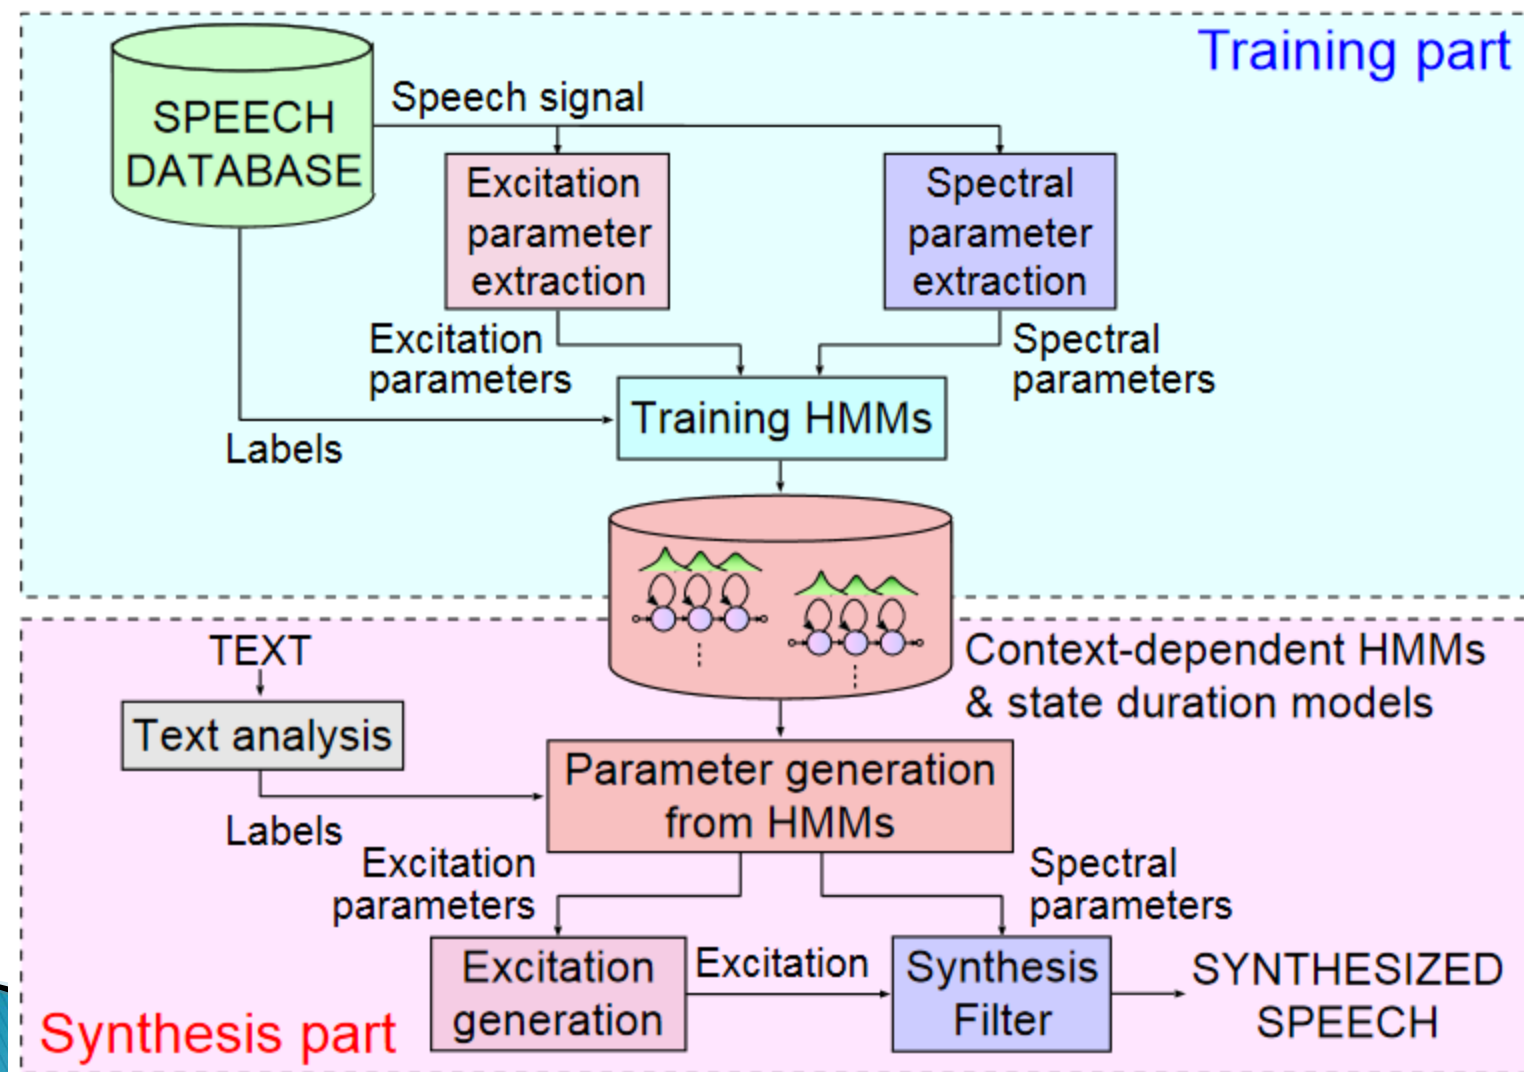 Training part
SPEECH
DATABASE
Speech signal
Excitation
parameter
extraction
Spectral
parameter
extraction
Excitation
parameters
Spectral
parameters
Training HMMs
Labels
Context-dependent HMMs
& state duration models
TEXT
Text analysis
Labels
Parameter generation
from HMMs
Excitation
parameters
Spectral
parameters
Excitation
generation
Excitation
Synthesis
Filter
SYNTHESIZED
SPEECH
Synthesis part